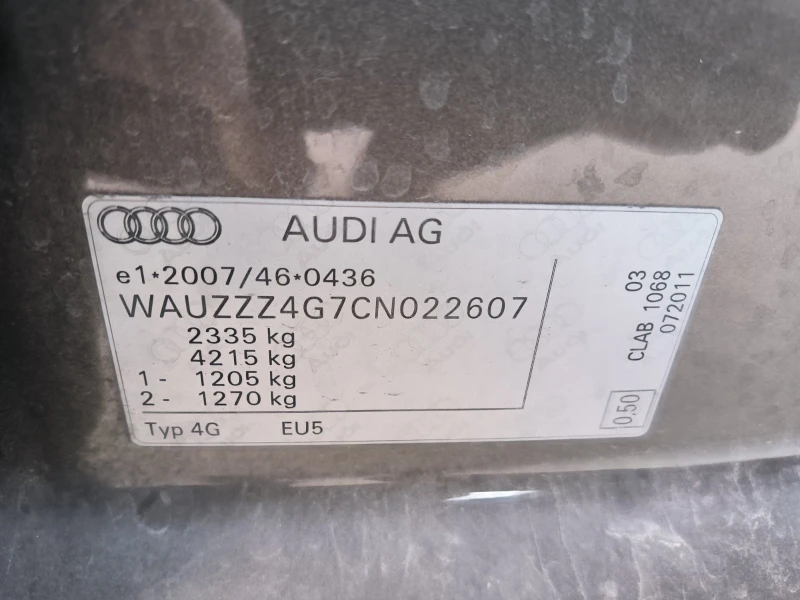 AUDI AG
e1*2007/46*0436
WAUZZZ4G7CN022607
2335 kg
4215 kg
1 - 1205 kg
2 - 1270 kg
Typ 4G EU5
03
CLAB 1068
072011
0,50